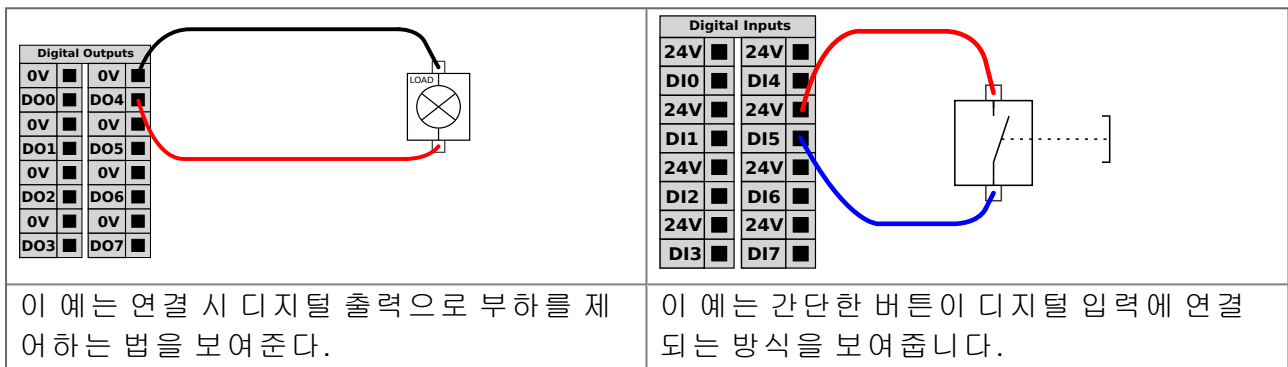 Digital Outputs
0V 0V
DO0 DO4
0V 0V
DO1 DO5
0V 0V
DO2 DO6
0V 0V
DO3 DO7
LOAD
이 예는 연결 시 디지털 출력으로 부하를 제
어하는 법을 보여준다.
Digital Inputs
24V 24V
DI0 DI4
24V 24V
DI1 DI5
24V 24V
DI2 DI6
24V 24V
DI3 DI7
이 예는 간단한 버튼이 디지털 입력에 연결
되는 방식을 보여줍니다.